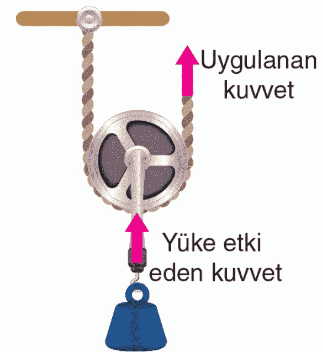 Uygulanan
kuvvet
Yüke etki
eden kuvvet